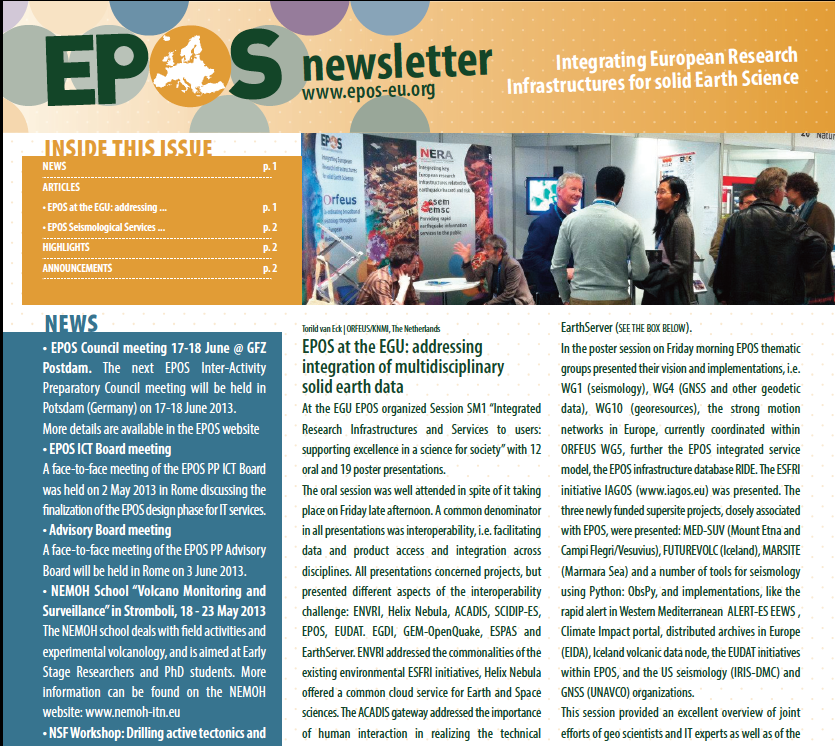 EPOS newsletter
www.epos-eu.org
Integrating European Research
Infrastructures for solid Earth Science
INSIDE THIS ISSUE
NEWS p. 1
ARTICLES
• EPOS at the EGU: addressing ... p. 1
• EPOS Seismological Services ... p. 2
HIGHLIGHTS p. 2
ANNOUNCEMENTS p. 2
EPOS
Orfeus
NERA
Integrating key
European research
infrastructures related to
earthquake hazard and risk
csem
emsc
Providing rapid
earthquake information
services to the public
EPOS
NEWS
• EPOS Council meeting 17-18 June @ GFZ
Postdam. The next EPOS Inter-Activity
Preparatory Council meeting will be held in
Potsdam (Germany) on 17-18 June 2013.
More details are available in the EPOS website
• EPOS ICT Board meeting
A face-to-face meeting of the EPOS PP ICT Board
was held on 2 May 2013 in Rome discussing the
finalization of the EPOS design phase for IT services.
• Advisory Board meeting
A face-to-face meeting of the EPOS PP Advisory
Board will be held in Rome on 3 June 2013.
• NEMOH School “Volcano Monitoring and
Surveillance” in Stromboli, 18 - 23 May 2013
The NEMOH school deals with field activities and
experimental volcanology, and is aimed at Early
Stage Researchers and PhD students. More
information can be found on the NEMOH
website: www.nemoh-itn.eu
• NSF Workshop: Drilling active tectonics and
Torild van Eck | ORFEUS/KNMI, The Netherlands
EPOS at the EGU: addressing
integration of multidisciplinary
solid earth data
At the EGU EPOS organized Session SM1 “Integrated
Research Infrastructures and Services to users:
supporting excellence in a science for society” with 12
oral and 19 poster presentations.
The oral session was well attended in spite of it taking
place on Friday late afternoon. A common denominator
in all presentations was interoperability, i.e. facilitating
data and product access and integration across
disciplines. All presentations concerned projects, but
presented different aspects of the interoperability
challenge: ENVRI, Helix Nebula, ACADIS, SCIDIP-ES,
EPOS, EUDAT. EGDI, GEM-OpenQuake, ESPAS and
EarthServer. ENVRI addressed the commonalities of the
existing environmental ESFRI initiatives, Helix Nebula
offered a common cloud service for Earth and Space
sciences. The ACADIS gateway addressed the importance
of human interaction in realizing the technical
EarthServer (SEE THE BOX BELOW).
In the poster session on Friday morning EPOS thematic
groups presented their vision and implementations, i.e.
WG1 (seismology), WG4 (GNSS and other geodetic
data), WG10 (georesources), the strong motion
networks in Europe, currently coordinated within
ORFEUS WG5, further the EPOS integrated service
model, the EPOS infrastructure database RIDE. The ESFRI
initiative IAGOS (www.iagos.eu) was presented. The
three newly funded supersite projects, closely associated
with EPOS, were presented: MED-SUV (Mount Etna and
Campi Flegri/Vesuvius), FUTUREVOLC (Iceland), MARSITE
(Marmara Sea) and a number of tools for seismology
using Python: ObsPy, and implementations, like the
rapid alert in Western Mediterranean ALERT-ES EEWS ,
Climate Impact portal, distributed archives in Europe
(EIDA), Iceland volcanic data node, the EUDAT initiatives
within EPOS, and the US seismology (IRIS-DMC) and
GNSS (UNAVCO) organizations.
This session provided an excellent overview of joint
efforts of geo scientists and IT experts as well as of the